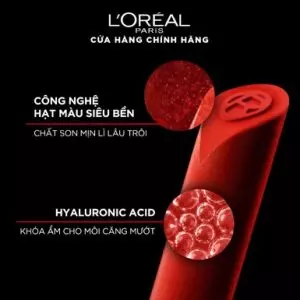 L'ORÉAL
PARIS
CỬA HÀNG CHÍNH HÃNG
CÔNG NGHỆ
HẠT MÀU SIÊU BỀN
CHẤT SON MỊN LÌ LÂU TRÔI
HYALURONIC ACID
KHÓA ẨM CHO MÔI CĂNG MƯỚT